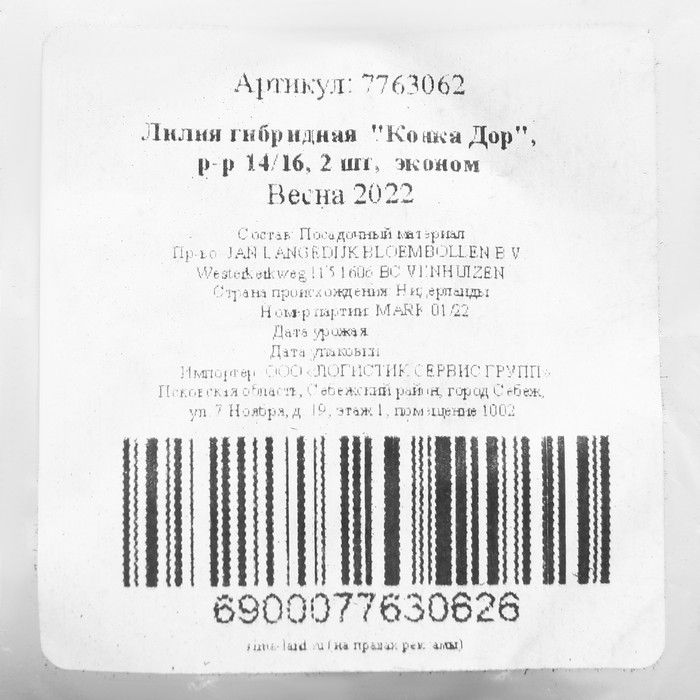 Артикул: 7763062
Лилия гибридная "Конка Дор",
р-р 14/16, 2 шт, эконом
Весна 2022
Состав: Посадочный материал
Пр-во: JAN LANGEDIJK BLOEMBOLLEN B.V.
Westerkerkweg 115 1606 BC VENHUIZEN
Страна происхождения: Нидерланды
Номер партии: MARK 01/22
Дата урожая:
Дата упаковки:
Импортер: ООО «ЛОГИСТИК СЕРВИС ГРУПП»
Псковская область, Себежский район, город Себеж,
ул. 7 Ноября, д. 19, этаж 1, помещение 1002
6900077630626
sima-land.ru (на правах рекламы)